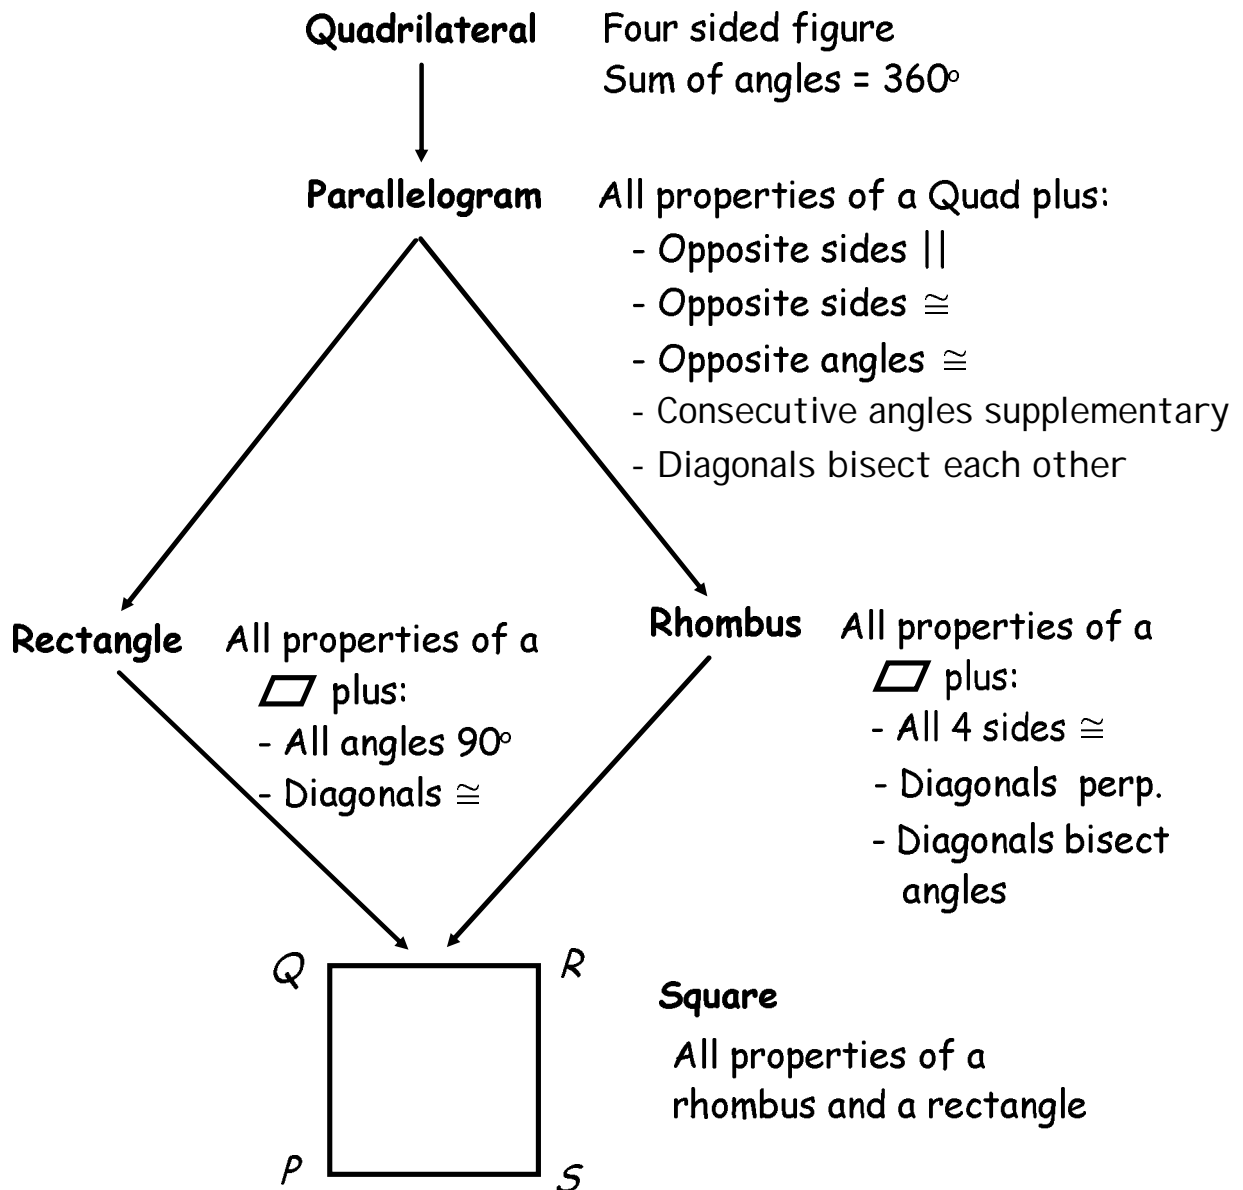 Quadrilateral
Four sided figure
Sum of angles = 360°
Parallelogram
All properties of a Quad plus:
- Opposite sides ||
- Opposite sides ≅
- Opposite angles ≅
- Consecutive angles supplementary
- Diagonals bisect each other
Rectangle
All properties of a
▱ plus:
- All angles 90°
- Diagonals ≅
Rhombus
All properties of a
▱ plus:
- All 4 sides ≅
- Diagonals perp.
- Diagonals bisect
angles
Q
R
P
S
Square
All properties of a
rhombus and a rectangle